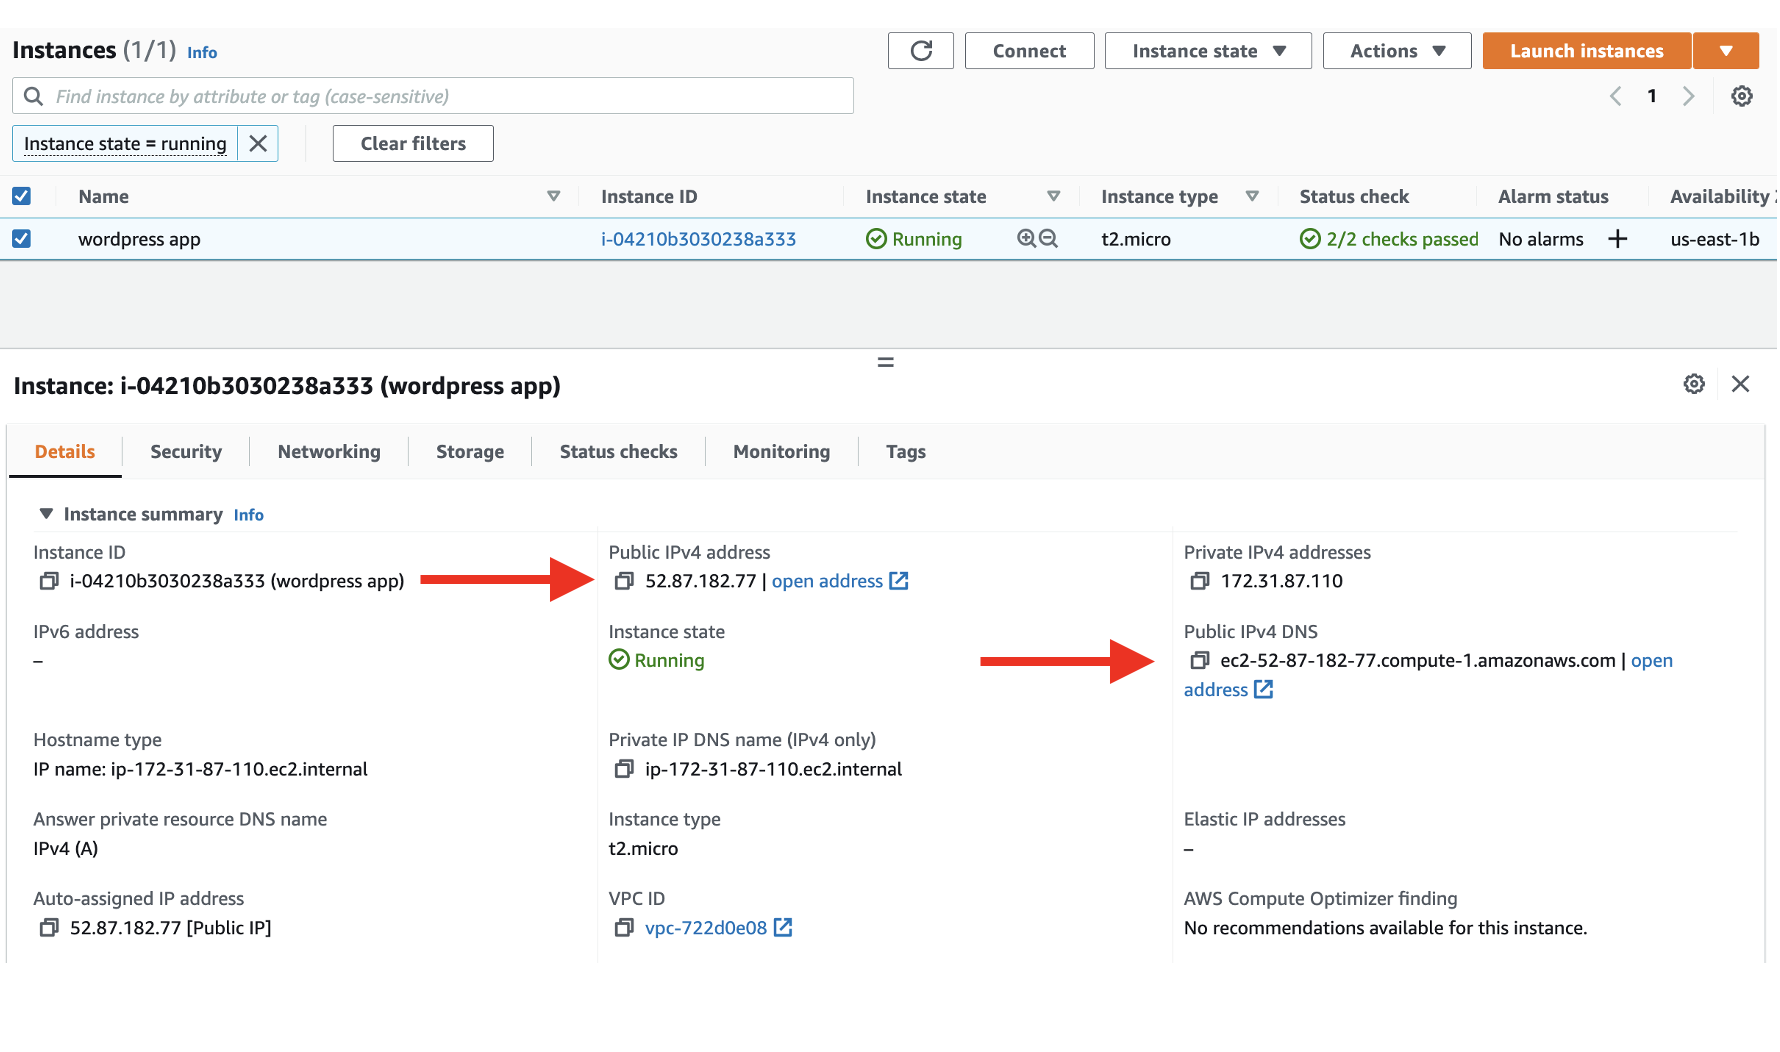 Instances (1/1) Info
Connect
Instance state
Actions
Launch instances
Find instance by attribute or tag (case-sensitive)
1
Instance state = running
Clear filters
Name
Instance ID
Instance state
Instance type
Status check
Alarm status
Availability
wordpress app
i-04210b3030238a333
Running
t2.micro
2/2 checks passed
No alarms
us-east-1b
Instance: i-04210b3030238a333 (wordpress app)
Details
Security
Networking
Storage
Status checks
Monitoring
Tags
Instance summary Info
Instance ID
i-04210b3030238a333 (wordpress app)
Public IPv4 address
52.87.182.77 | open address
Private IPv4 addresses
172.31.87.110
IPv6 address
–
Instance state
Running
Public IPv4 DNS
ec2-52-87-182-77.compute-1.amazonaws.com | open
address
Hostname type
IP name: ip-172-31-87-110.ec2.internal
Private IP DNS name (IPv4 only)
ip-172-31-87-110.ec2.internal
Answer private resource DNS name
IPv4 (A)
Instance type
t2.micro
Elastic IP addresses
–
Auto-assigned IP address
52.87.182.77 [Public IP]
VPC ID
vpc-722d0e08
AWS Compute Optimizer finding
No recommendations available for this instance.